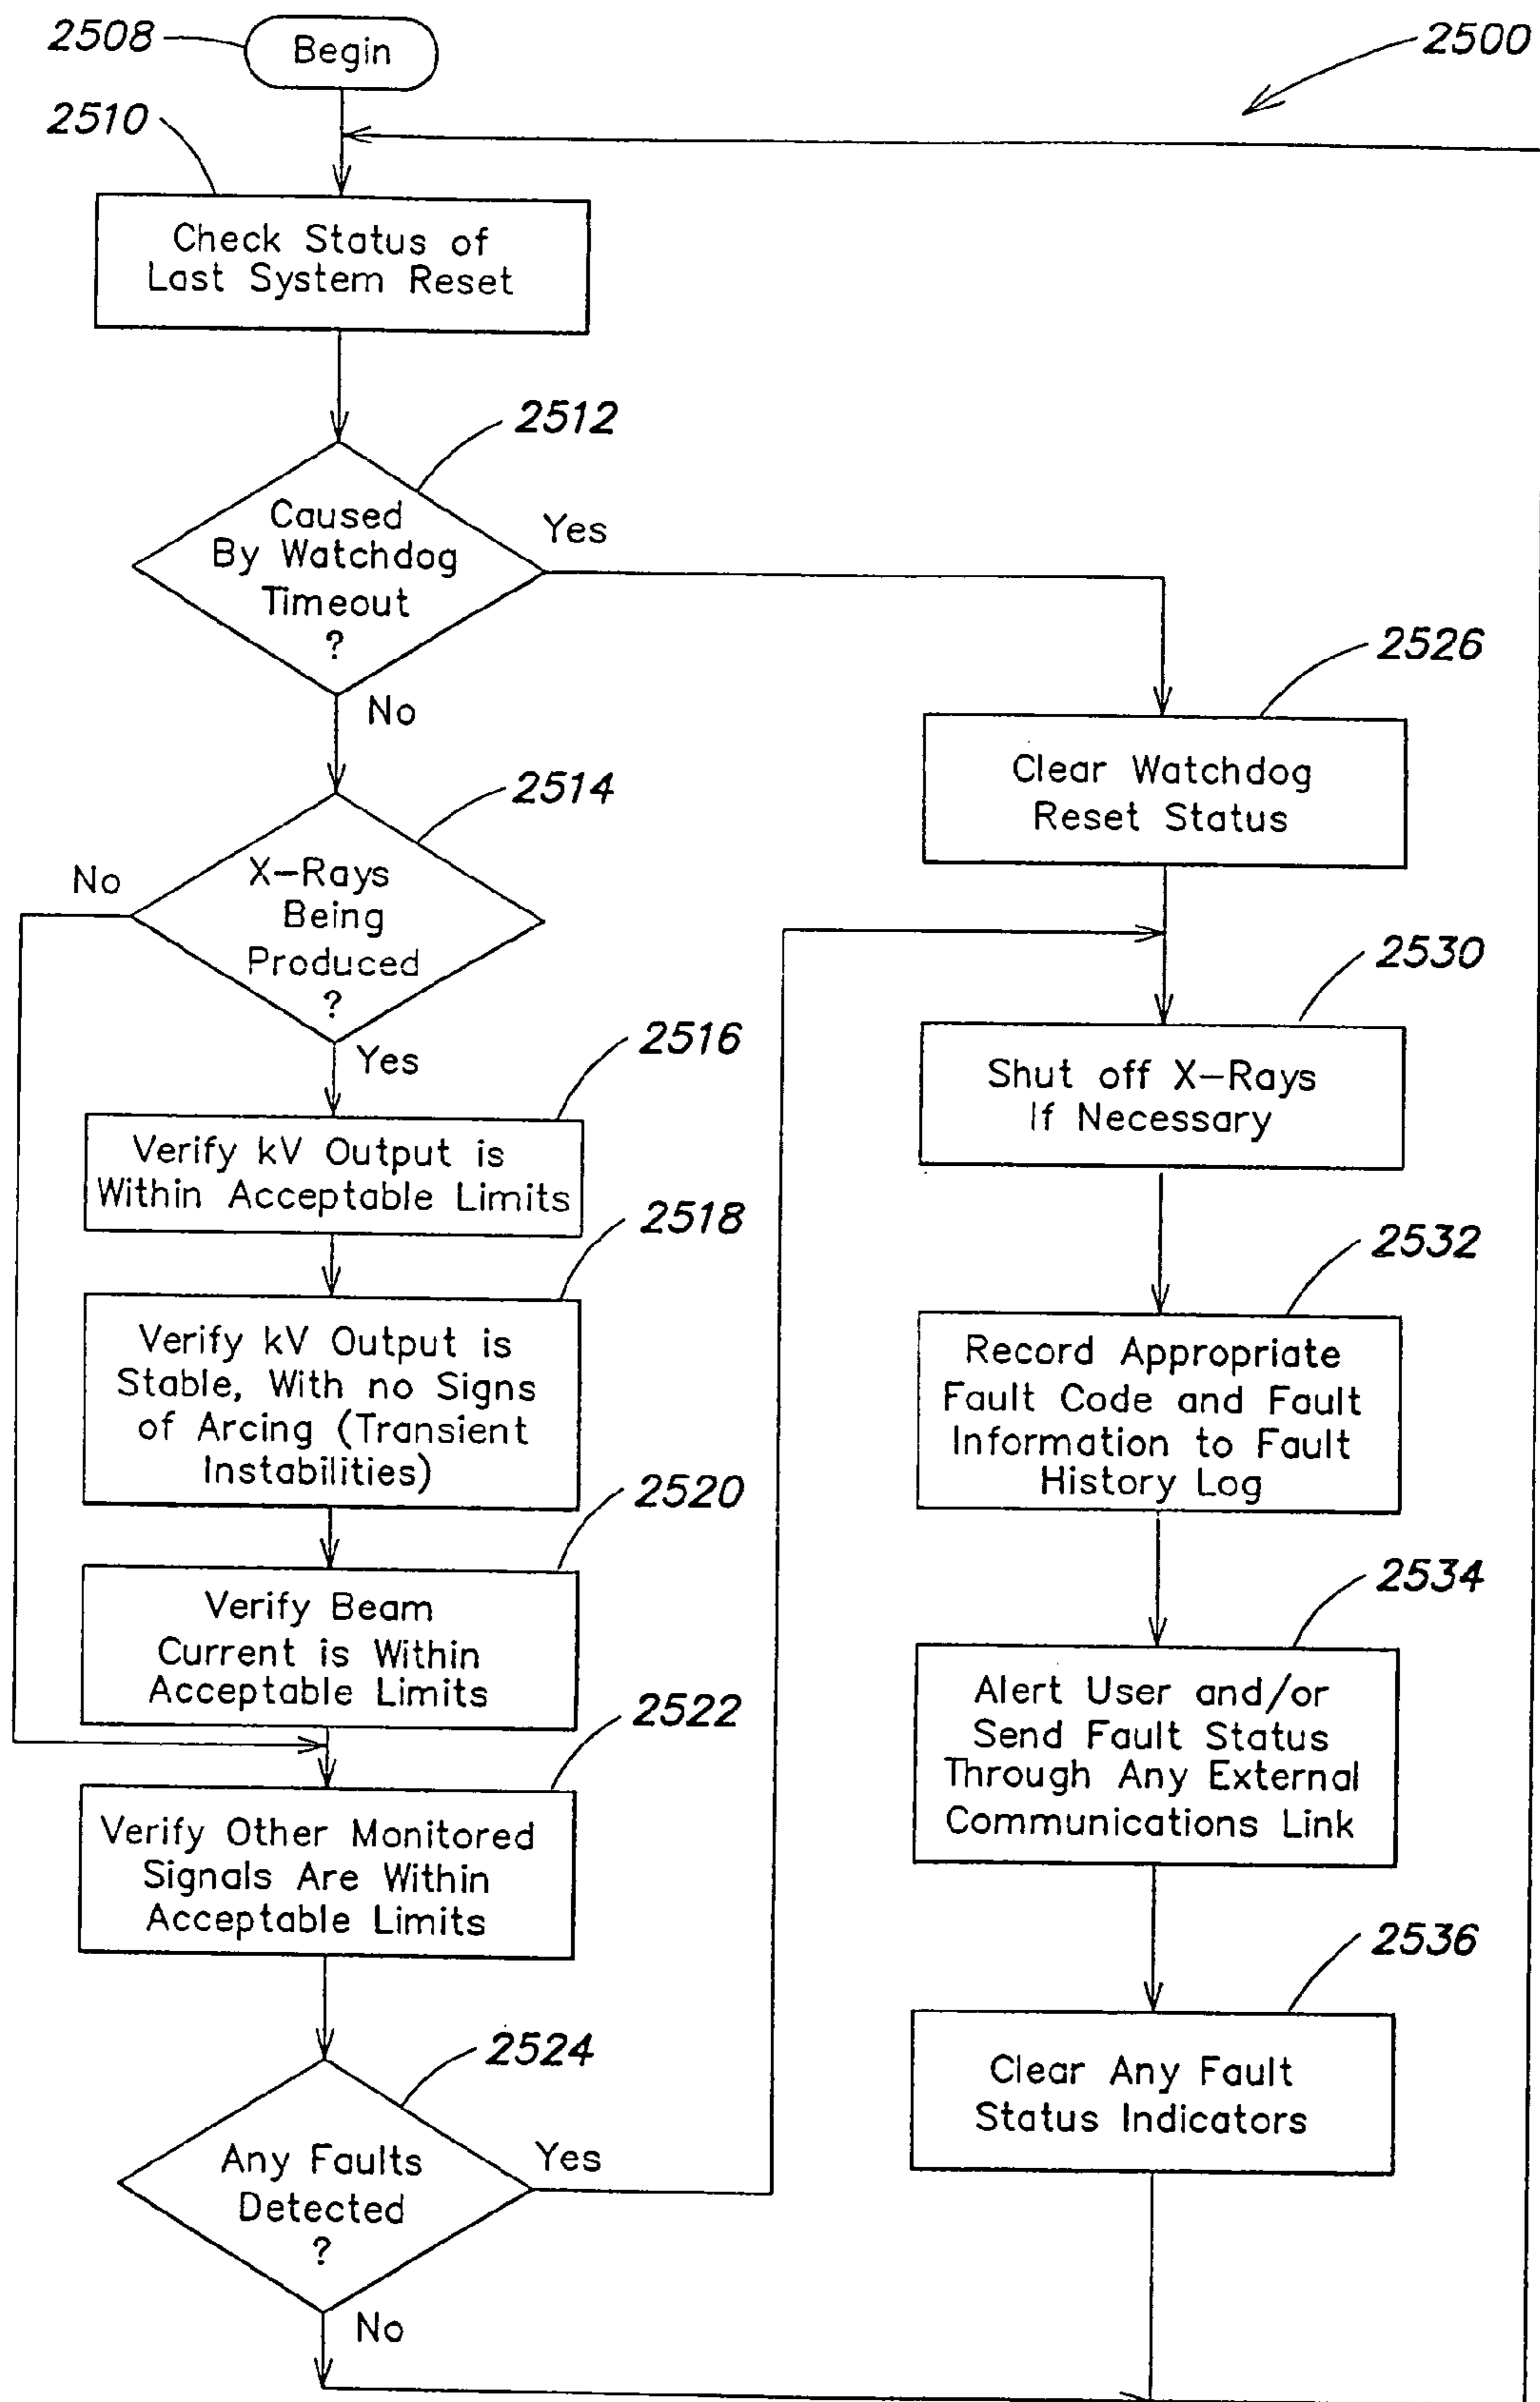 2508
Begin
2500
2510
Check Status of
Last System Reset
2512
Caused
By Watchdog
Timeout
?
Yes
No
2526
Clear Watchdog
Reset Status
2514
X-Rays
Being
Produced
?
No
Yes
2530
Shut off X-Rays
If Necessary
2516
Verify kV Output is
Within Acceptable Limits
2518
Verify kV Output is
Stable, With no Signs
of Arcing (Transient
Instabilities)
2532
Record Appropriate
Fault Code and Fault
Information to Fault
History Log
2520
Verify Beam
Current is Within
Acceptable Limits
2534
Alert User and/or
Send Fault Status
Through Any External
Communications Link
2522
Verify Other Monitored
Signals Are Within
Acceptable Limits
2536
Clear Any Fault
Status Indicators
2524
Any Faults
Detected
?
Yes
No